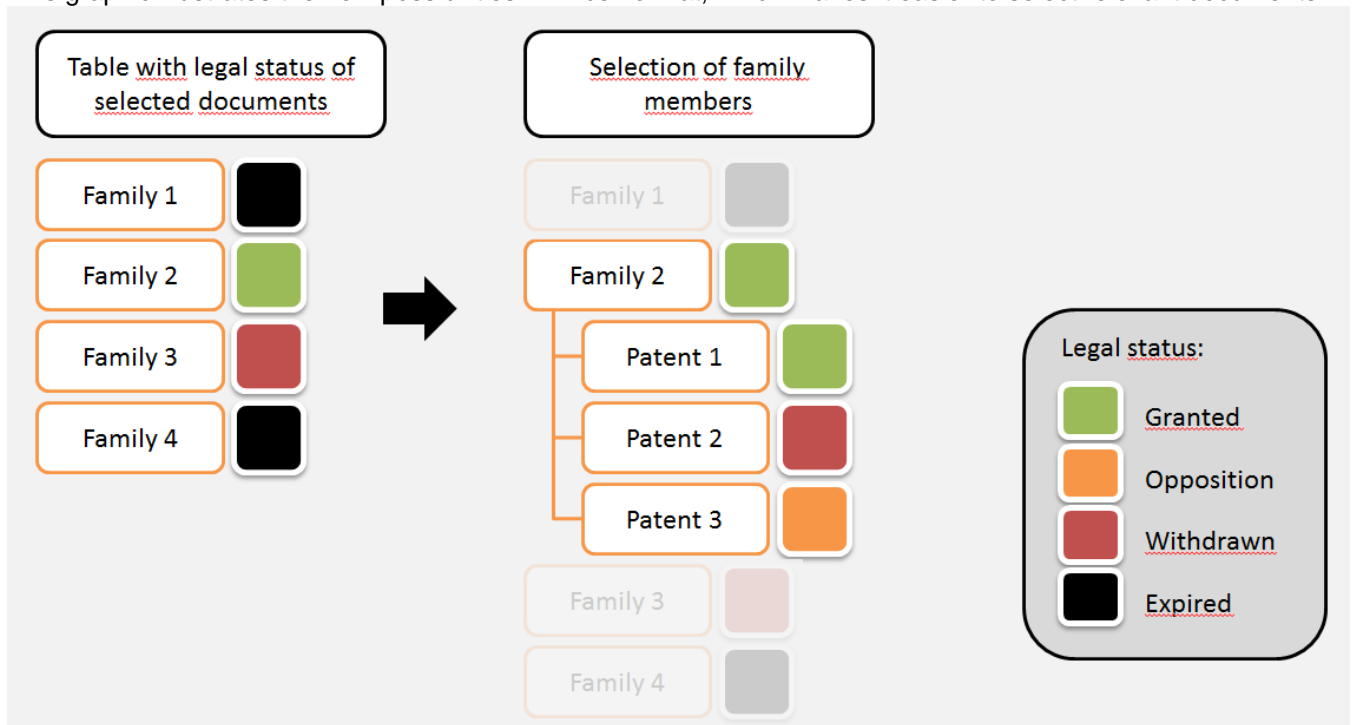 Table with legal status of
selected documents
Selection of family
members
Family 1
Family 2
Family 3
Family 4
Family 1
Family 2
Patent 1
Patent 2
Patent 3
Family 3
Family 4
Legal status:
Granted
Opposition
Withdrawn
Expired